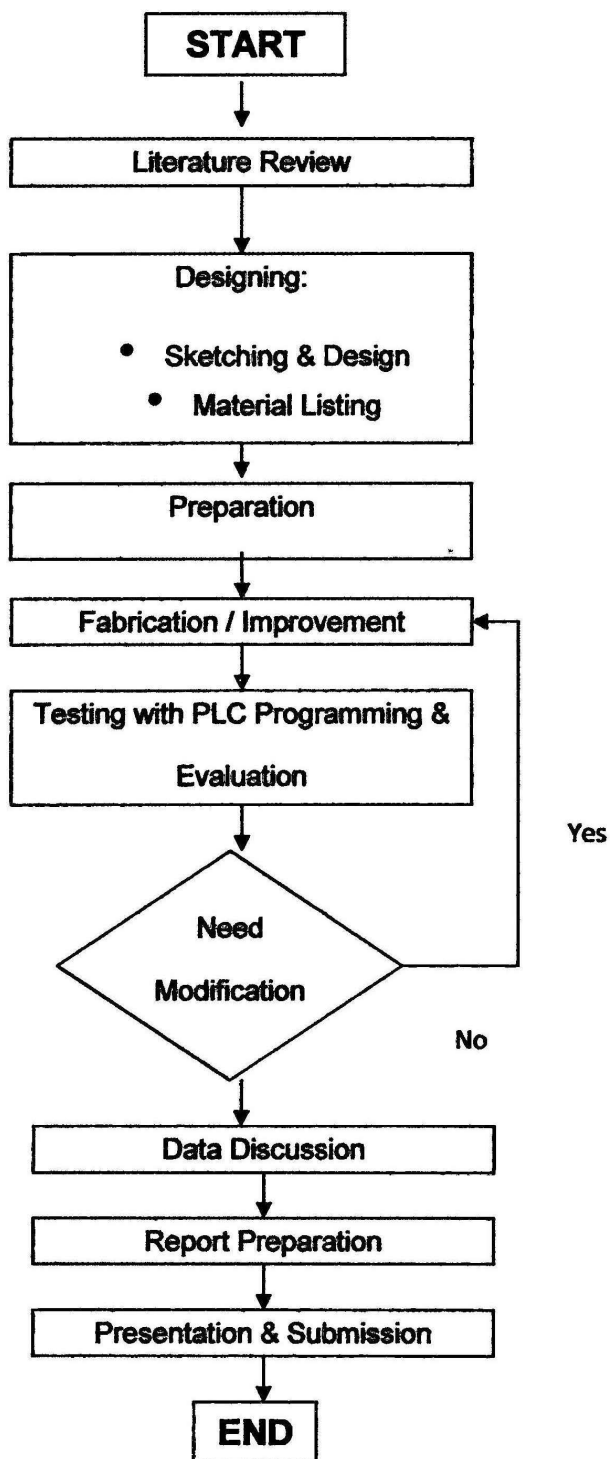 START
Literature Review
Designing:
• Sketching & Design
• Material Listing
Preparation
Fabrication / Improvement
Testing with PLC Programming &
Evaluation
Yes
Need
Modification
No
Data Discussion
Report Preparation
Presentation & Submission
END